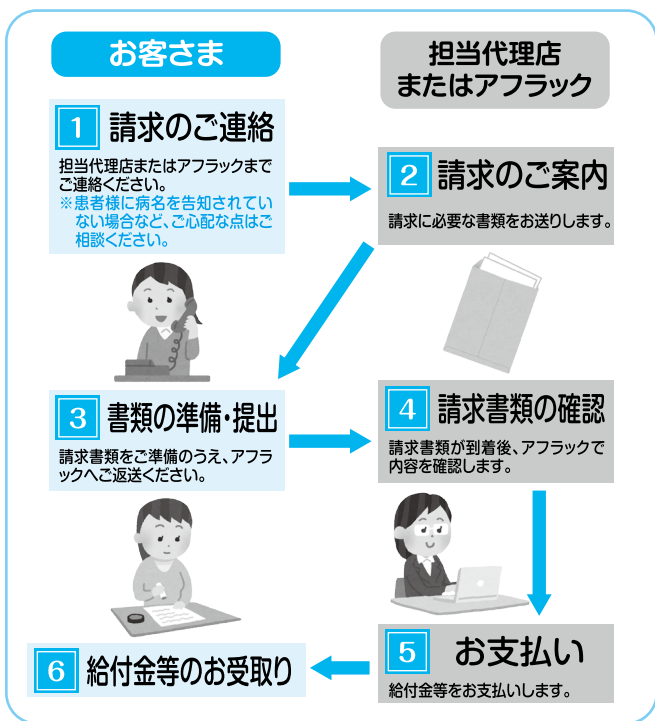 お客さま
担当代理店
またはアフラック
1 請求のご連絡
担当代理店またはアフラックまで
ご連絡ください。
※患者様に病名を告知されてい
ない場合など、ご心配な点はご
相談ください。
2 請求のご案内
請求に必要な書類をお送りします。
3 書類の準備・提出
請求書類をご準備のうえ、アフラ
ックへご返送ください。
4 請求書類の確認
請求書類が到着後、アフラックで
内容を確認します。
5 お支払い
給付金等をお支払いします。
6 給付金等のお受取り